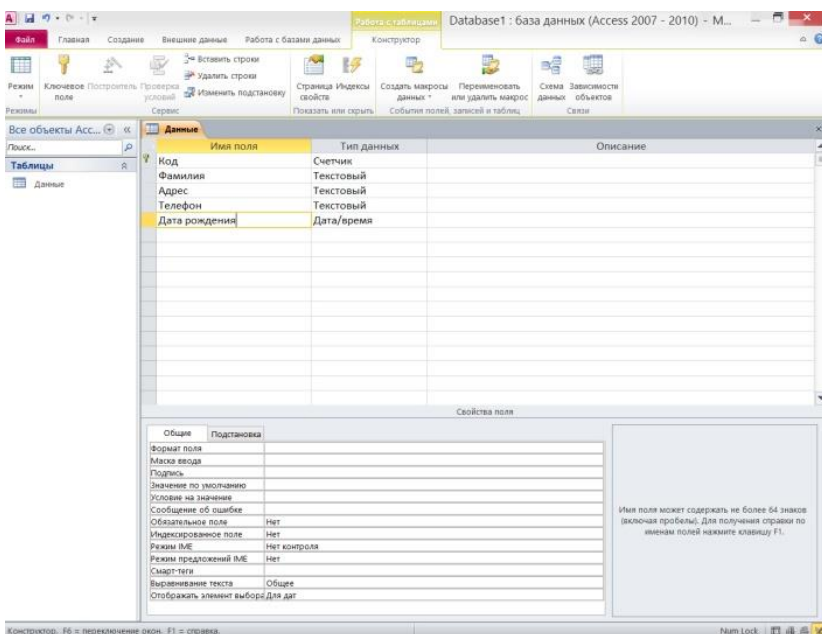 Работа с таблицами
Database1 : база данных (Access 2007 - 2010) - M...
Файл Главная Создание Внешние данные Работа с базами данных Конструктор
Режим
Ключевое поле
Построитель
Проверка условий
Вставить строки
Удалить строки
Изменить подстановку
Страница свойств
Индексы
Создать макросы данных
Переименовать или удалить макрос
Схема данных
Зависимости объектов
Режимы Сервис Показать или скрыть События полей, записей и таблиц Связи
Все объекты Acc... «
Поиск...
Таблицы
Данные
Данные
Имя поля Тип данных Описание
Код Счетчик
Фамилия Текстовый
Адрес Текстовый
Телефон Текстовый
Дата рождения Дата/время
Свойства поля
Общие Подстановка
Формат поля
Маска ввода
Подпись
Значение по умолчанию
Условие на значение
Сообщение об ошибке
Обязательное поле Нет
Индексированное поле Нет
Режим IME Нет контроля
Режим предложений IME Нет
Смарт-теги
Выравнивание текста Общее
Отображать элемент выбора Для дат
Имя поля может содержать не более 64 знаков
(включая пробелы). Для получения справки по
именам полей нажмите клавишу F1.
Конструктор. F6 = переключение окон. F1 = справка. Num Lock